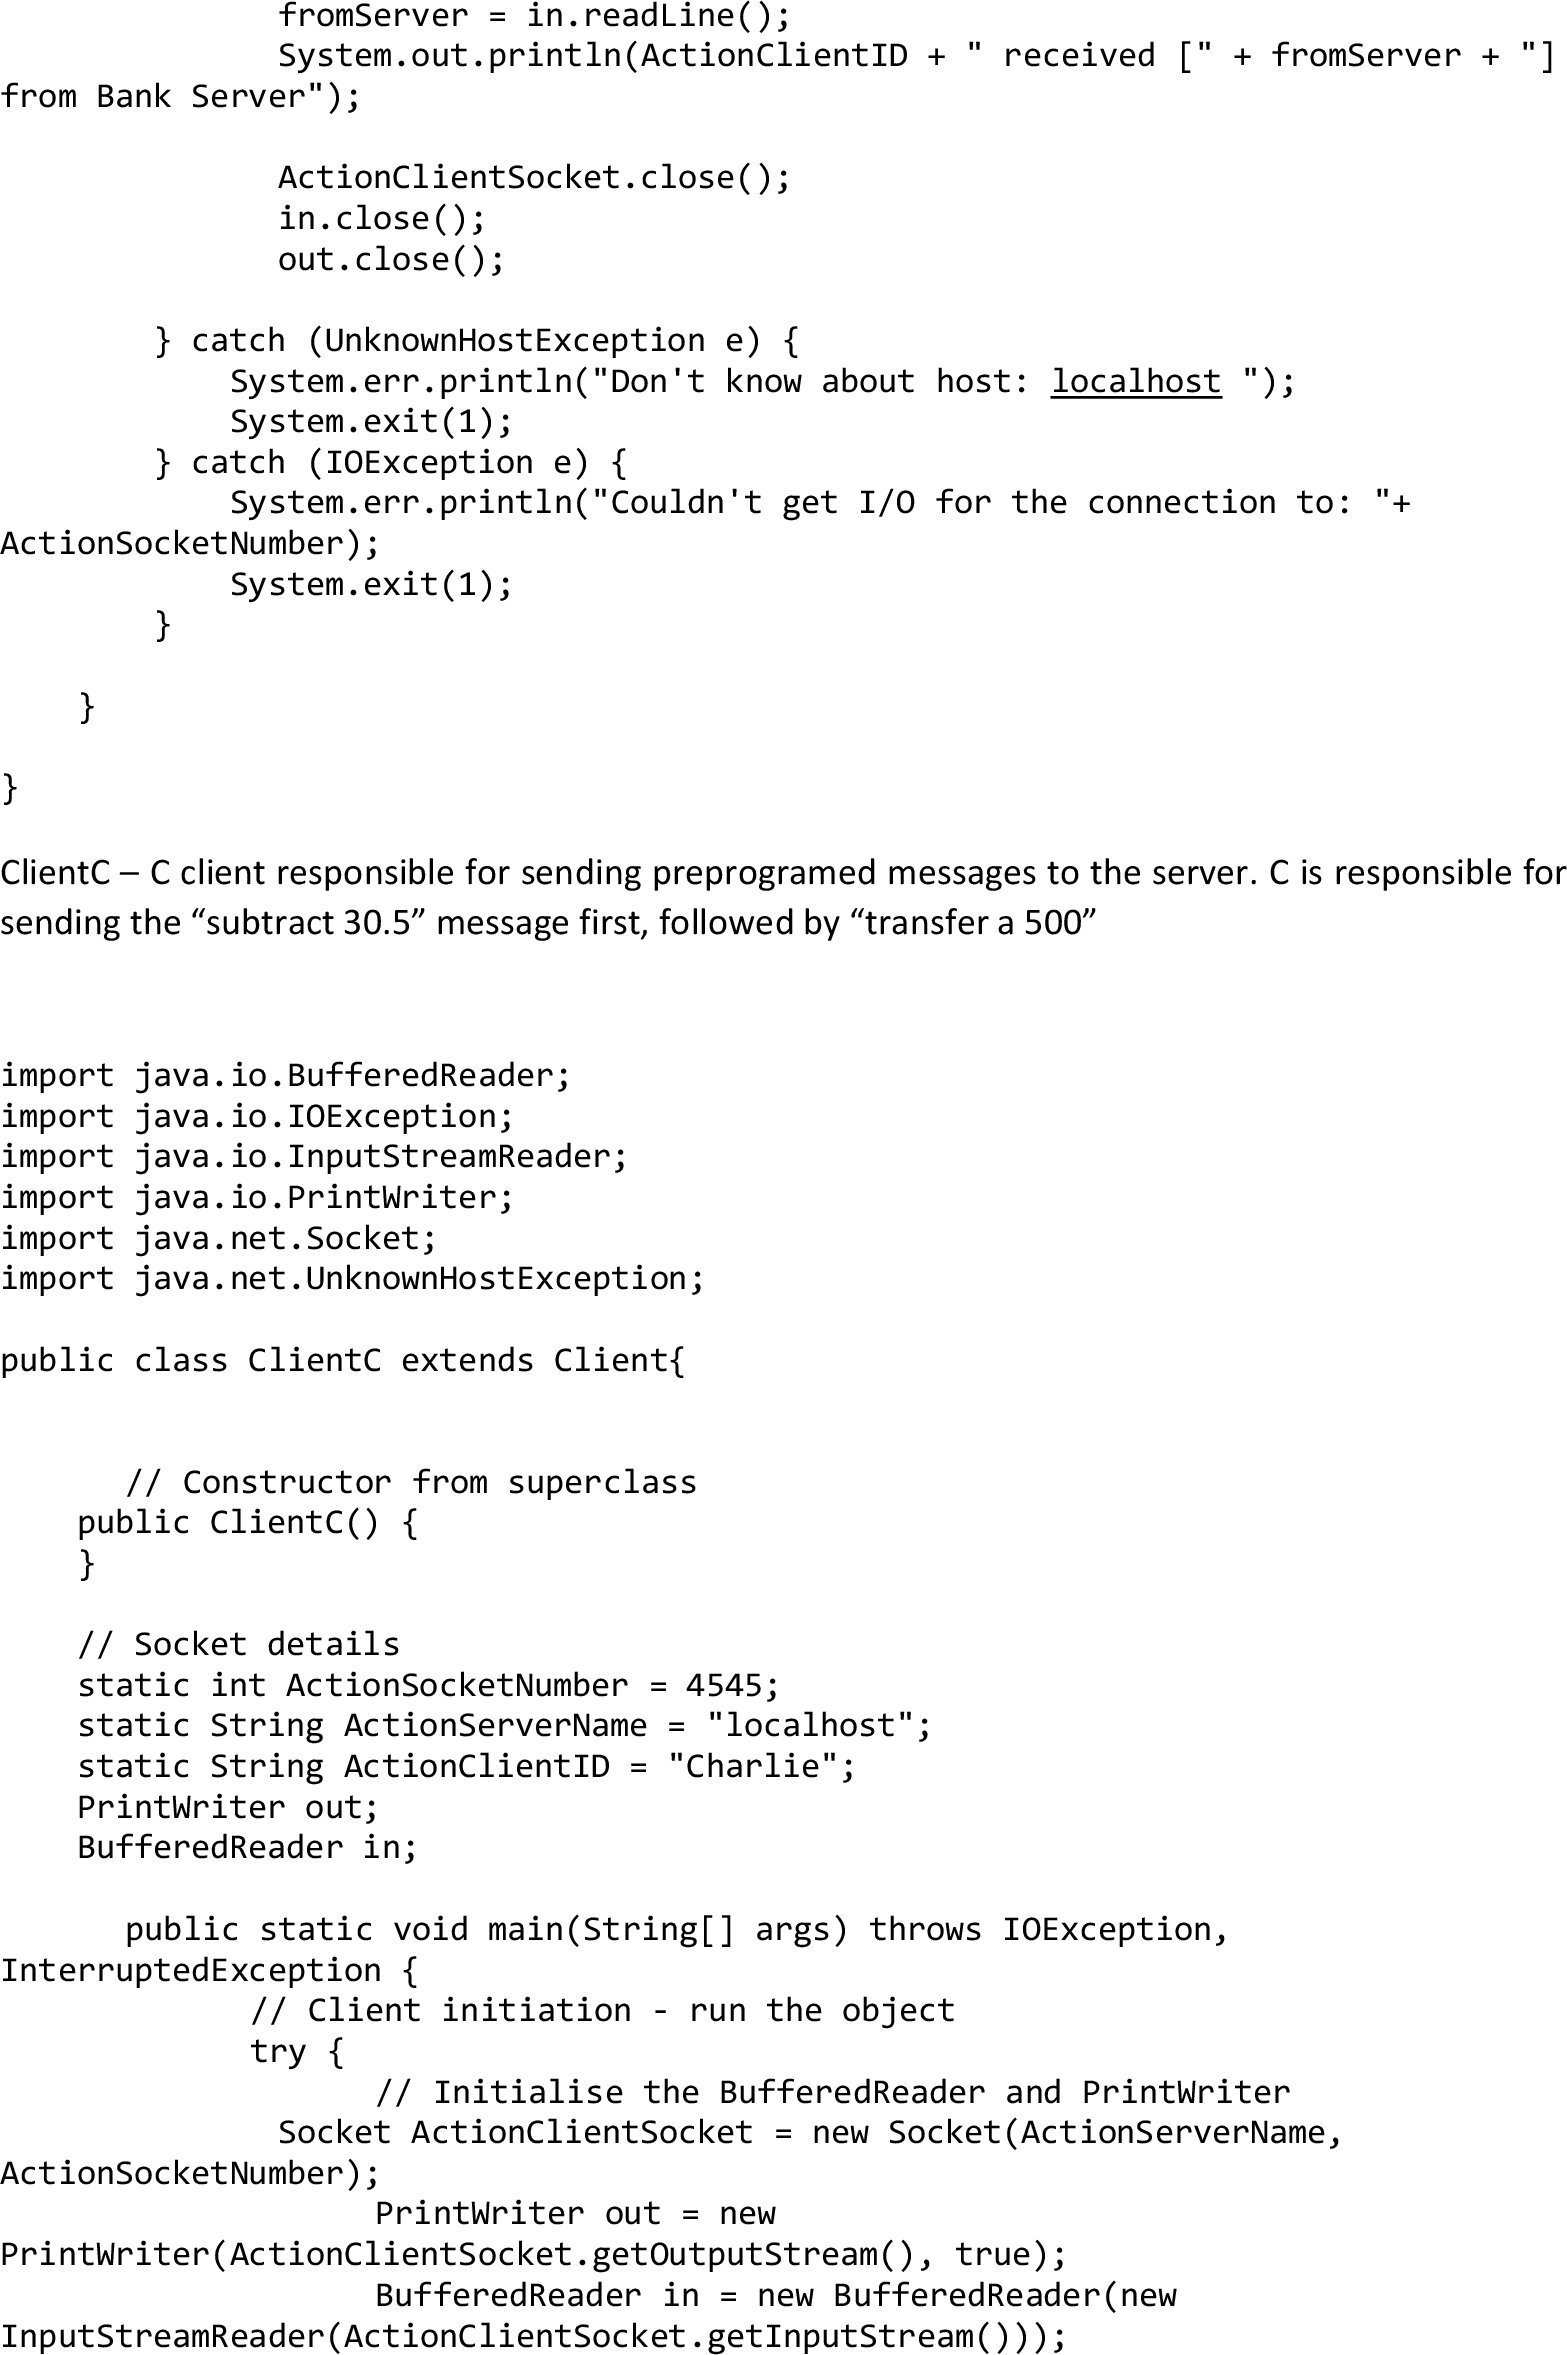 fromServer = in.readLine();
System.out.println(ActionClientID + " received [" + fromServer + "]
from Bank Server");
ActionClientSocket.close();
in.close();
out.close();
} catch (UnknownHostException e) {
System.err.println("Don't know about host: localhost ");
System.exit(1);
} catch (IOException e) {
System.err.println("Couldn't get I/O for the connection to: "+
ActionSocketNumber);
System.exit(1);
}
}
}
ClientC – C client responsible for sending preprogramed messages to the server. C is responsible for
sending the “subtract 30.5” message first, followed by “transfer a 500”
import java.io.BufferedReader;
import java.io.IOException;
import java.io.InputStreamReader;
import java.io.PrintWriter;
import java.net.Socket;
import java.net.UnknownHostException;
public class ClientC extends Client{
// Constructor from superclass
public ClientC() {
}
// Socket details
static int ActionSocketNumber = 4545;
static String ActionServerName = "localhost";
static String ActionClientID = "Charlie";
PrintWriter out;
BufferedReader in;
public static void main(String[] args) throws IOException,
InterruptedException {
// Client initiation - run the object
try {
// Initialise the BufferedReader and PrintWriter
Socket ActionClientSocket = new Socket(ActionServerName,
ActionSocketNumber);
PrintWriter out = new
PrintWriter(ActionClientSocket.getOutputStream(), true);
BufferedReader in = new BufferedReader(new
InputStreamReader(ActionClientSocket.getInputStream()));